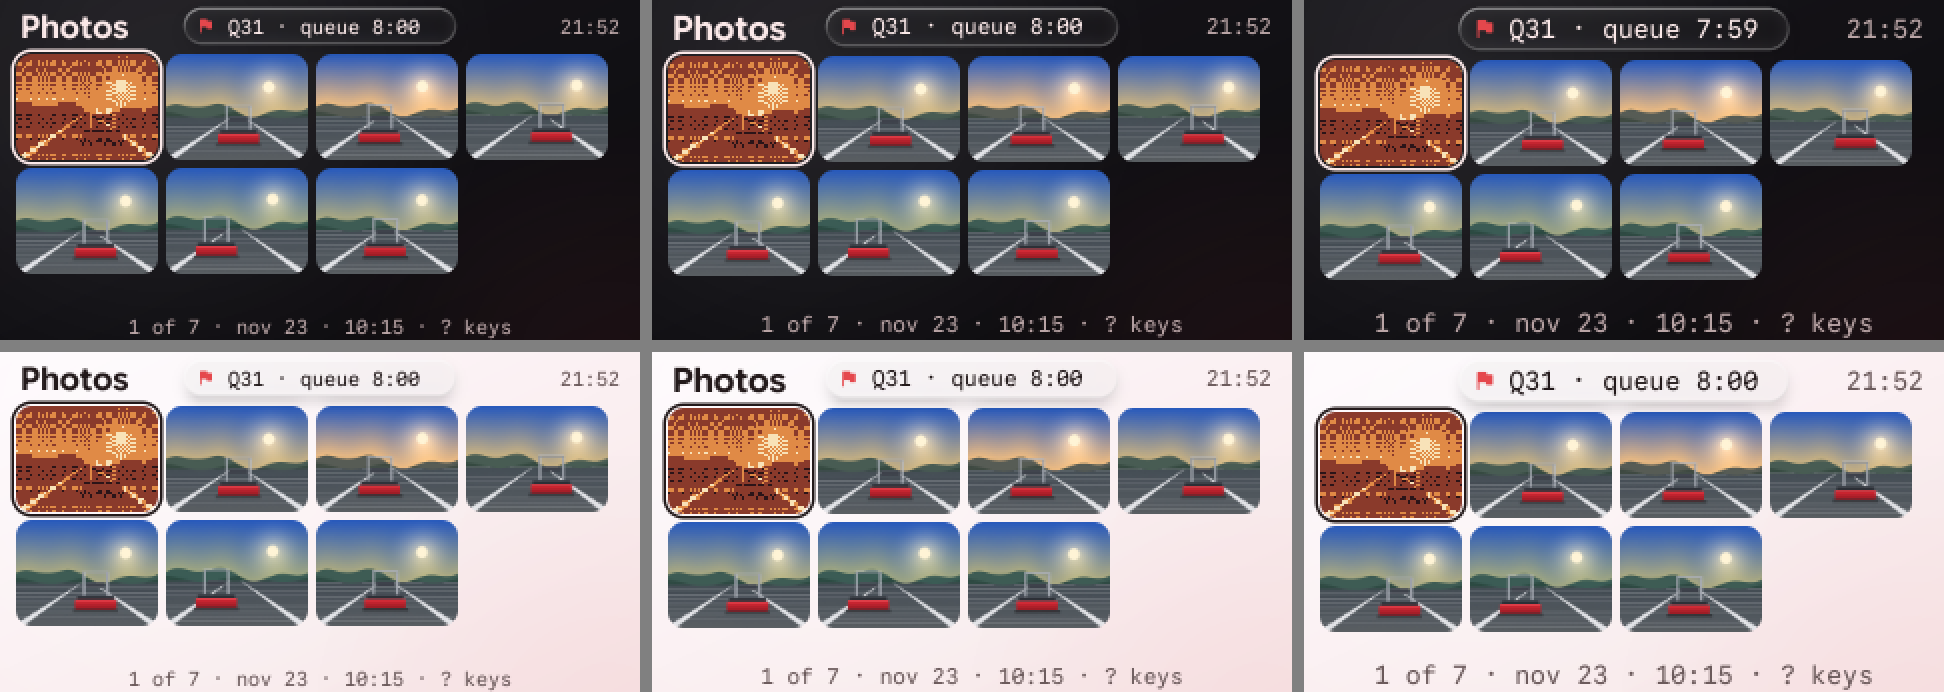 Photos Q31 · queue 8:00 21:52
1 of 7 · nov 23 · 10:15 · ? keys
Photos Q31 · queue 8:00 21:52
1 of 7 · nov 23 · 10:15 · ? keys
Q31 · queue 7:59 21:52
1 of 7 · nov 23 · 10:15 · ? keys
Photos Q31 · queue 8:00 21:52
1 of 7 · nov 23 · 10:15 · ? keys
Photos Q31 · queue 8:00 21:52
1 of 7 · nov 23 · 10:15 · ? keys
Q31 · queue 8:00 21:52
1 of 7 · nov 23 · 10:15 · ? keys